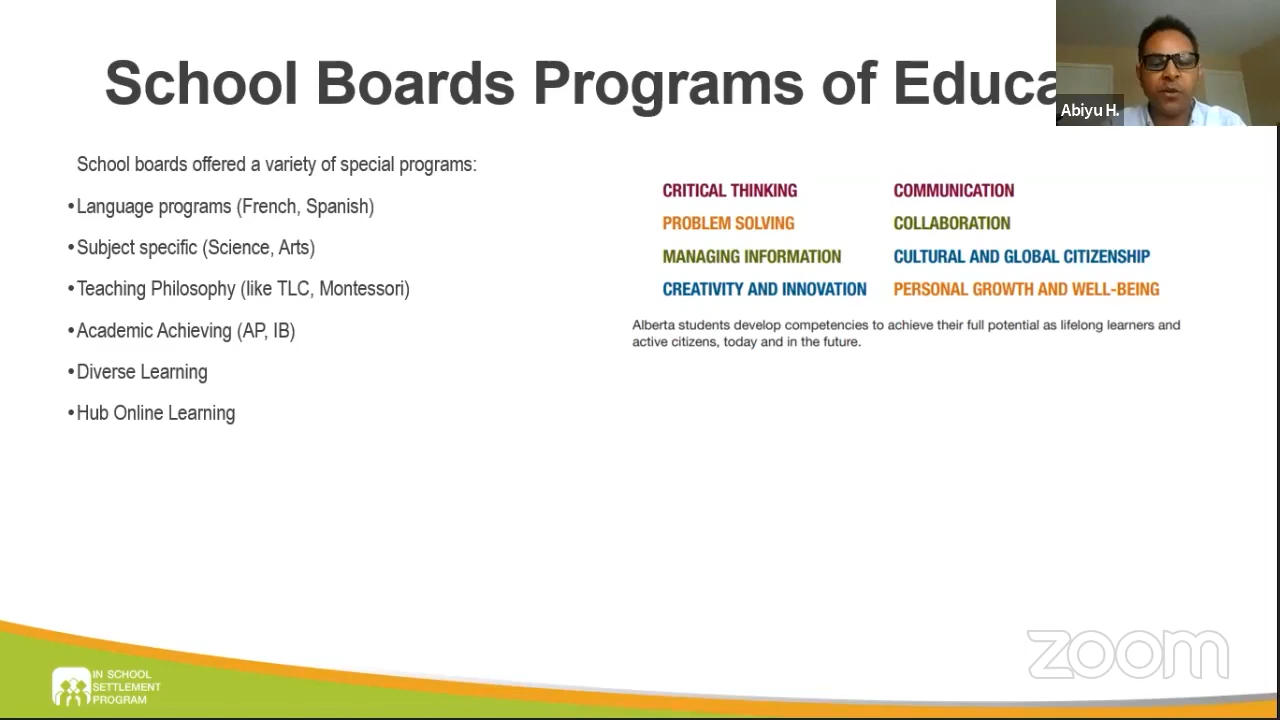 School Boards Programs of Educa
Abiyu H.
School boards offered a variety of special programs:
•Language programs (French, Spanish)
•Subject specific (Science, Arts)
•Teaching Philosophy (like TLC, Montessori)
•Academic Achieving (AP, IB)
•Diverse Learning
•Hub Online Learning
CRITICAL THINKING
PROBLEM SOLVING
MANAGING INFORMATION
CREATIVITY AND INNOVATION
COMMUNICATION
COLLABORATION
CULTURAL AND GLOBAL CITIZENSHIP
PERSONAL GROWTH AND WELL-BEING
Alberta students develop competencies to achieve their full potential as lifelong learners and
active citizens, today and in the future.
IN SCHOOL
SETTLEMENT
PROGRAM
zoom